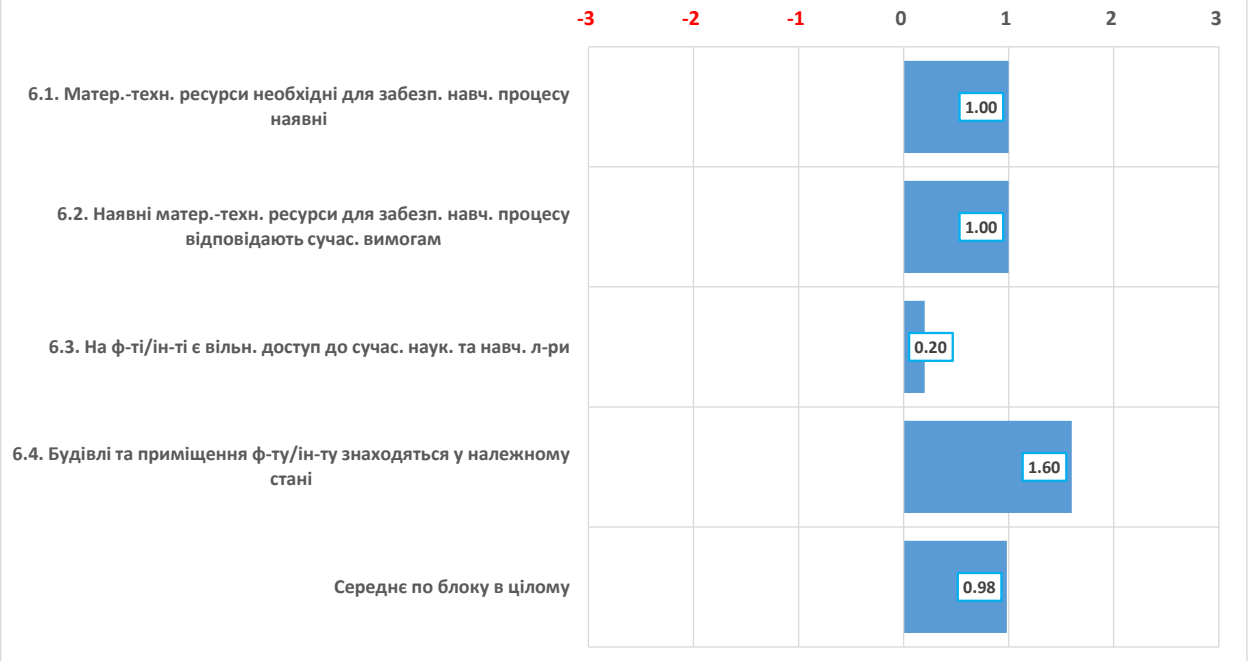 -3 -2 -1 0 1 2 3
6.1. Матер.-техн. ресурси необхідні для забезп. навч. процесу
наявні
1.00
6.2. Наявні матер.-техн. ресурси для забезп. навч. процесу
відповідають сучас. вимогам
1.00
6.3. На ф-ті/ін-ті є вільн. доступ до сучас. наук. та навч. л-ри
0.20
6.4. Будівлі та приміщення ф-ту/ін-ту знаходяться у належному
стані
1.60
Середнє по блоку в цілому
0.98